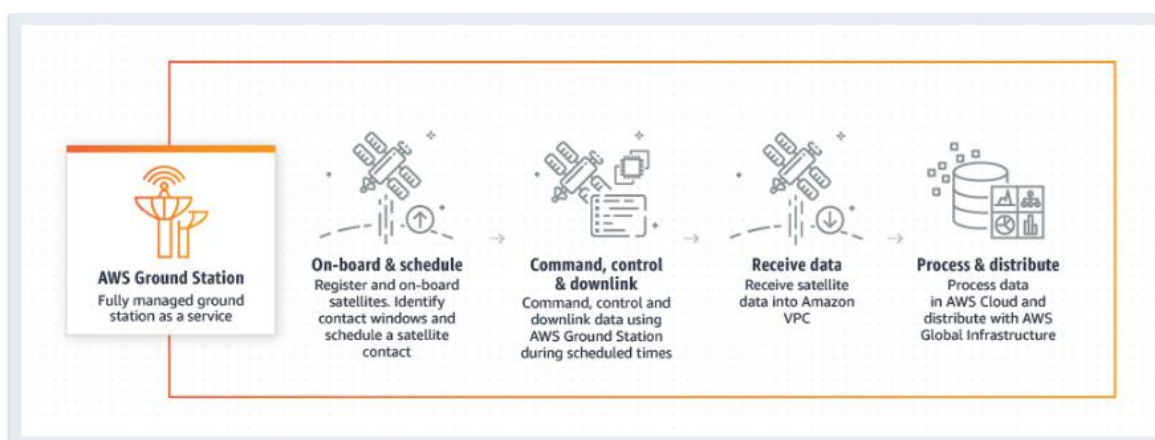 AWS Ground Station
Fully managed ground
station as a service
On-board & schedule
Register and on-board
satellites. Identify
contact windows and
schedule a satellite
contact
Command, control
& downlink
Command, control and
downlink data using
AWS Ground Station
during scheduled times
Receive data
Receive satellite
data into Amazon
VPC
Process & distribute
Process data
in AWS Cloud and
distribute with AWS
Global Infrastructure